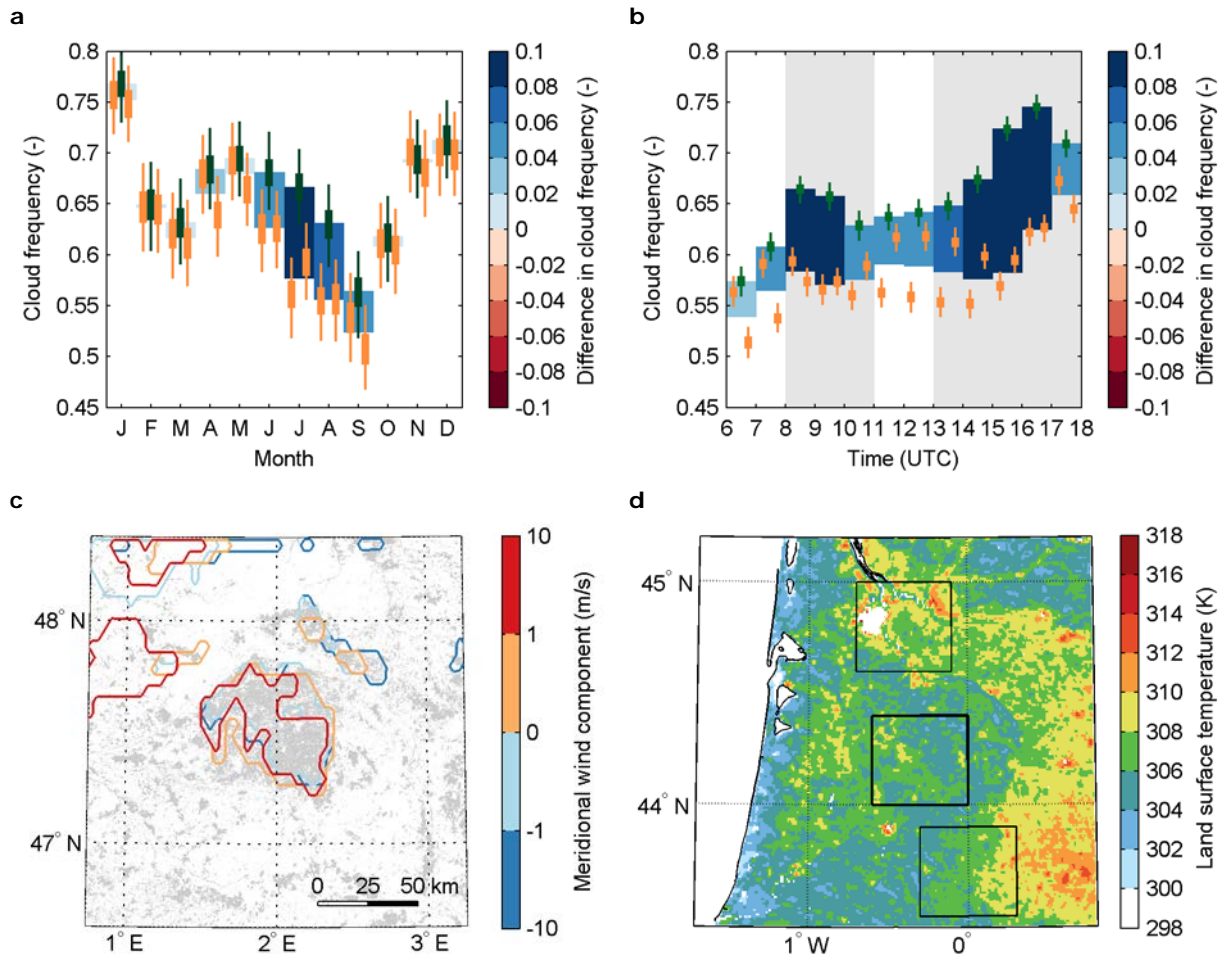 a
0.8
0.75
0.7
0.65
0.6
0.55
0.5
0.45
Cloud frequency (-)
J F M A M J J A S O N D
Month
0.1
0.08
0.06
0.04
0.02
0
-0.02
-0.04
-0.06
-0.08
-0.1
Difference in cloud frequency (-)
b
0.8
0.75
0.7
0.65
0.6
0.55
0.5
0.45
Cloud frequency (-)
6 7 8 9 10 11 12 13 14 15 16 17 18
Time (UTC)
0.1
0.08
0.06
0.04
0.02
0
-0.02
-0.04
-0.06
-0.08
-0.1
Difference in cloud frequency (-)
c
48° N
47° N
0 25 50 km
1° E 2° E 3° E
10
1
0
-1
-10
Meridional wind component (m/s)
d
45° N
44° N
1° W 0°
318
316
314
312
310
308
306
304
302
300
298
Land surface temperature (K)